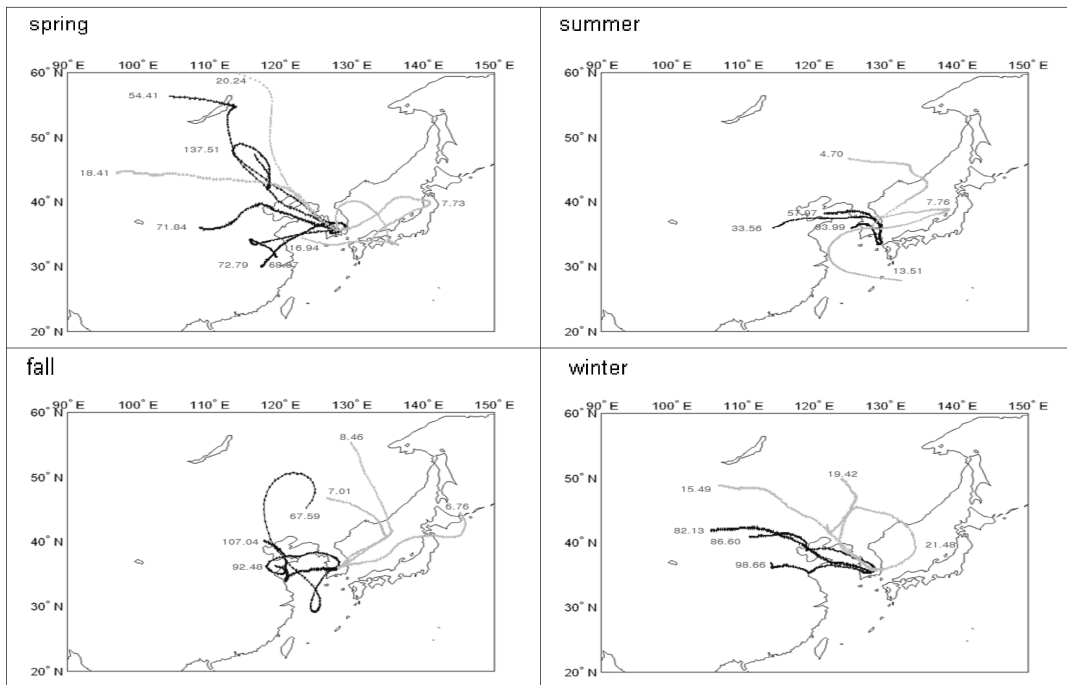 spring
90° E 100° E 110° E 120° E 130° E 140° E 150° E
60° N
50° N
40° N
30° N
20° N
20.24
54.41
137.51
18.41
7.73
71.84
116.94
72.79
summer
90° E 100° E 110° E 120° E 130° E 140° E 150° E
60° N
50° N
40° N
30° N
20° N
4.70
7.76
57.97
33.56
13.51
fall
90° E 100° E 110° E 120° E 130° E 140° E 150° E
60° N
50° N
40° N
30° N
20° N
8.46
7.01
6.76
67.59
107.04
92.48
winter
90° E 100° E 110° E 120° E 130° E 140° E 150° E
60° N
50° N
40° N
30° N
20° N
19.42
15.49
82.13
86.60
21.48
98.66